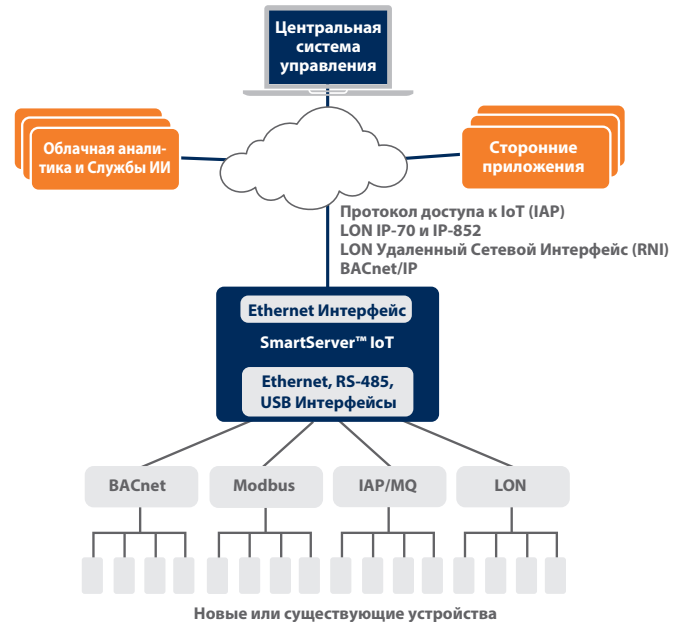 Центральная
система
управления
Облачная анали-
тика и Службы ИИ
Сторонние
приложения
Протокол доступа к IoT (IAP)
LON IP-70 и IP-852
LON Удаленный Сетевой Интерфейс (RNI)
BACnet/IP
Ethernet Интерфейс
SmartServer™ IoT
Ethernet, RS-485,
USB Интерфейсы
BACnet
Modbus
IAP/MQ
LON
Новые или существующие устройства